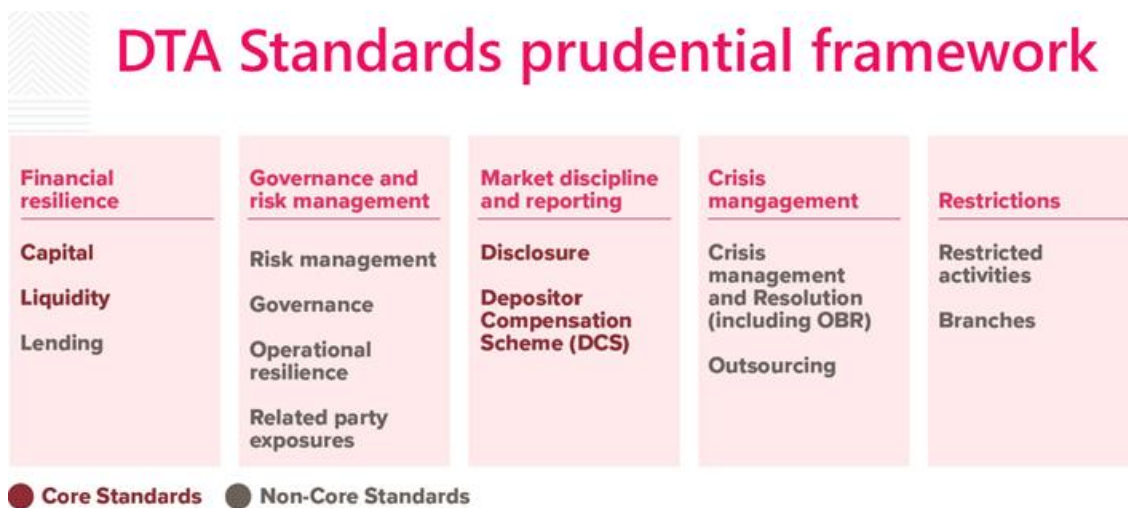 DTA Standards prudential framework
Financial
resilience
Capital
Liquidity
Lending
Governance and
risk management
Risk management
Governance
Operational
resilience
Related party
exposures
Market discipline
and reporting
Disclosure
Depositor
Compensation
Scheme (DCS)
Crisis
mangagement
Crisis
management
and Resolution
(including OBR)
Outsourcing
Restrictions
Restricted
activities
Branches
Core Standards
Non-Core Standards